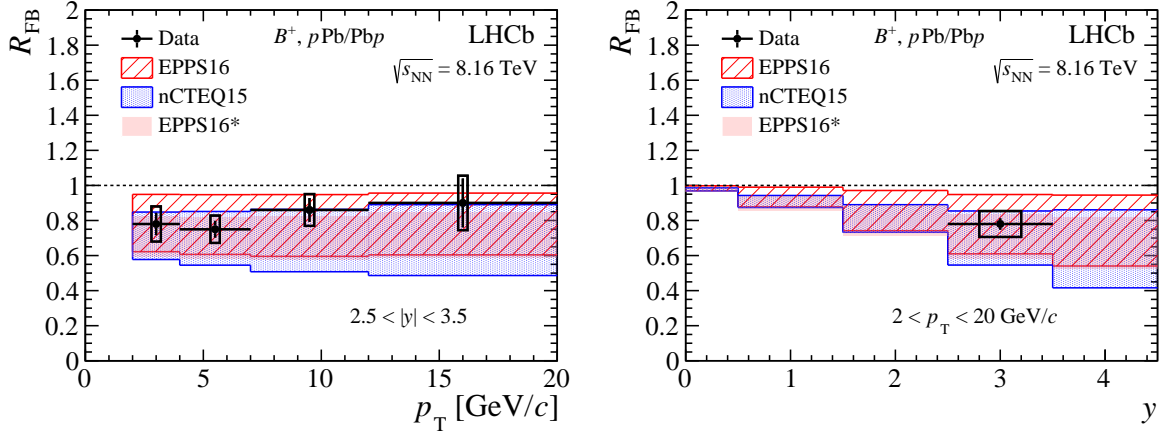 R_FB
2
1.8
1.6
1.4
1.2
1
0.8
0.6
0.4
0.2
0
Data
EPPS16
nCTEQ15
EPPS16*
B⁺, pPb/Pbp
LHCb
√s_NN = 8.16 TeV
2.5 < |y| < 3.5
0 5 10 15 20
p_T [GeV/c]
R_FB
2
1.8
1.6
1.4
1.2
1
0.8
0.6
0.4
0.2
0
Data
EPPS16
nCTEQ15
EPPS16*
B⁺, pPb/Pbp
LHCb
√s_NN = 8.16 TeV
2 < p_T < 20 GeV/c
0 1 2 3 4
y